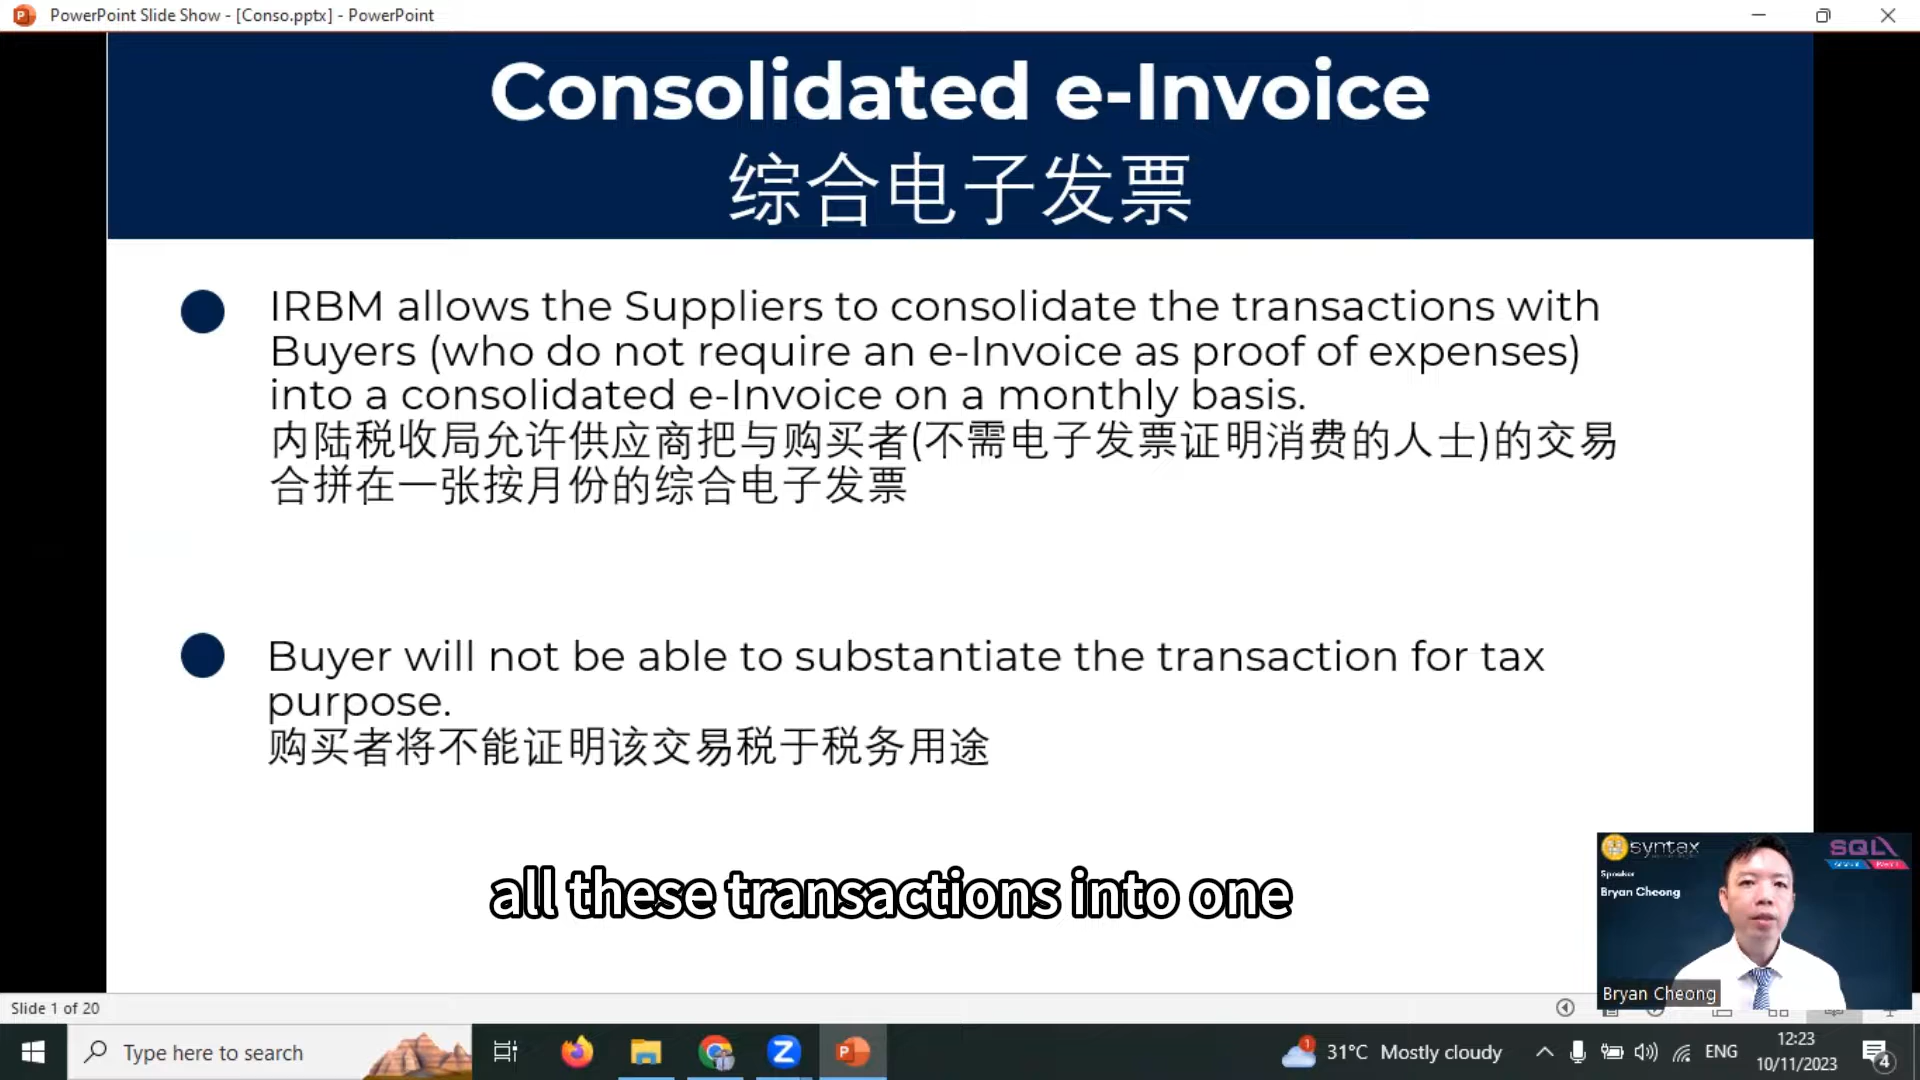 PowerPoint Slide Show - [Conso.pptx] - PowerPoint
Consolidated e-Invoice
综合电子发票
IRBM allows the Suppliers to consolidate the transactions with
Buyers (who do not require an e-Invoice as proof of expenses)
into a consolidated e-Invoice on a monthly basis.
内陆税收局允许供应商把与购买者(不需电子发票证明消费的人士)的交易
合拼在一张按月份的综合电子发票
Buyer will not be able to substantiate the transaction for tax
purpose.
购买者将不能证明该交易税于税务用途
all these transactions into one
syntax
SQL
Speaker
Bryan Cheong
Bryan Cheong
Slide 1 of 20
Type here to search
1
31°C Mostly cloudy
ENG
12:23
10/11/2023
4